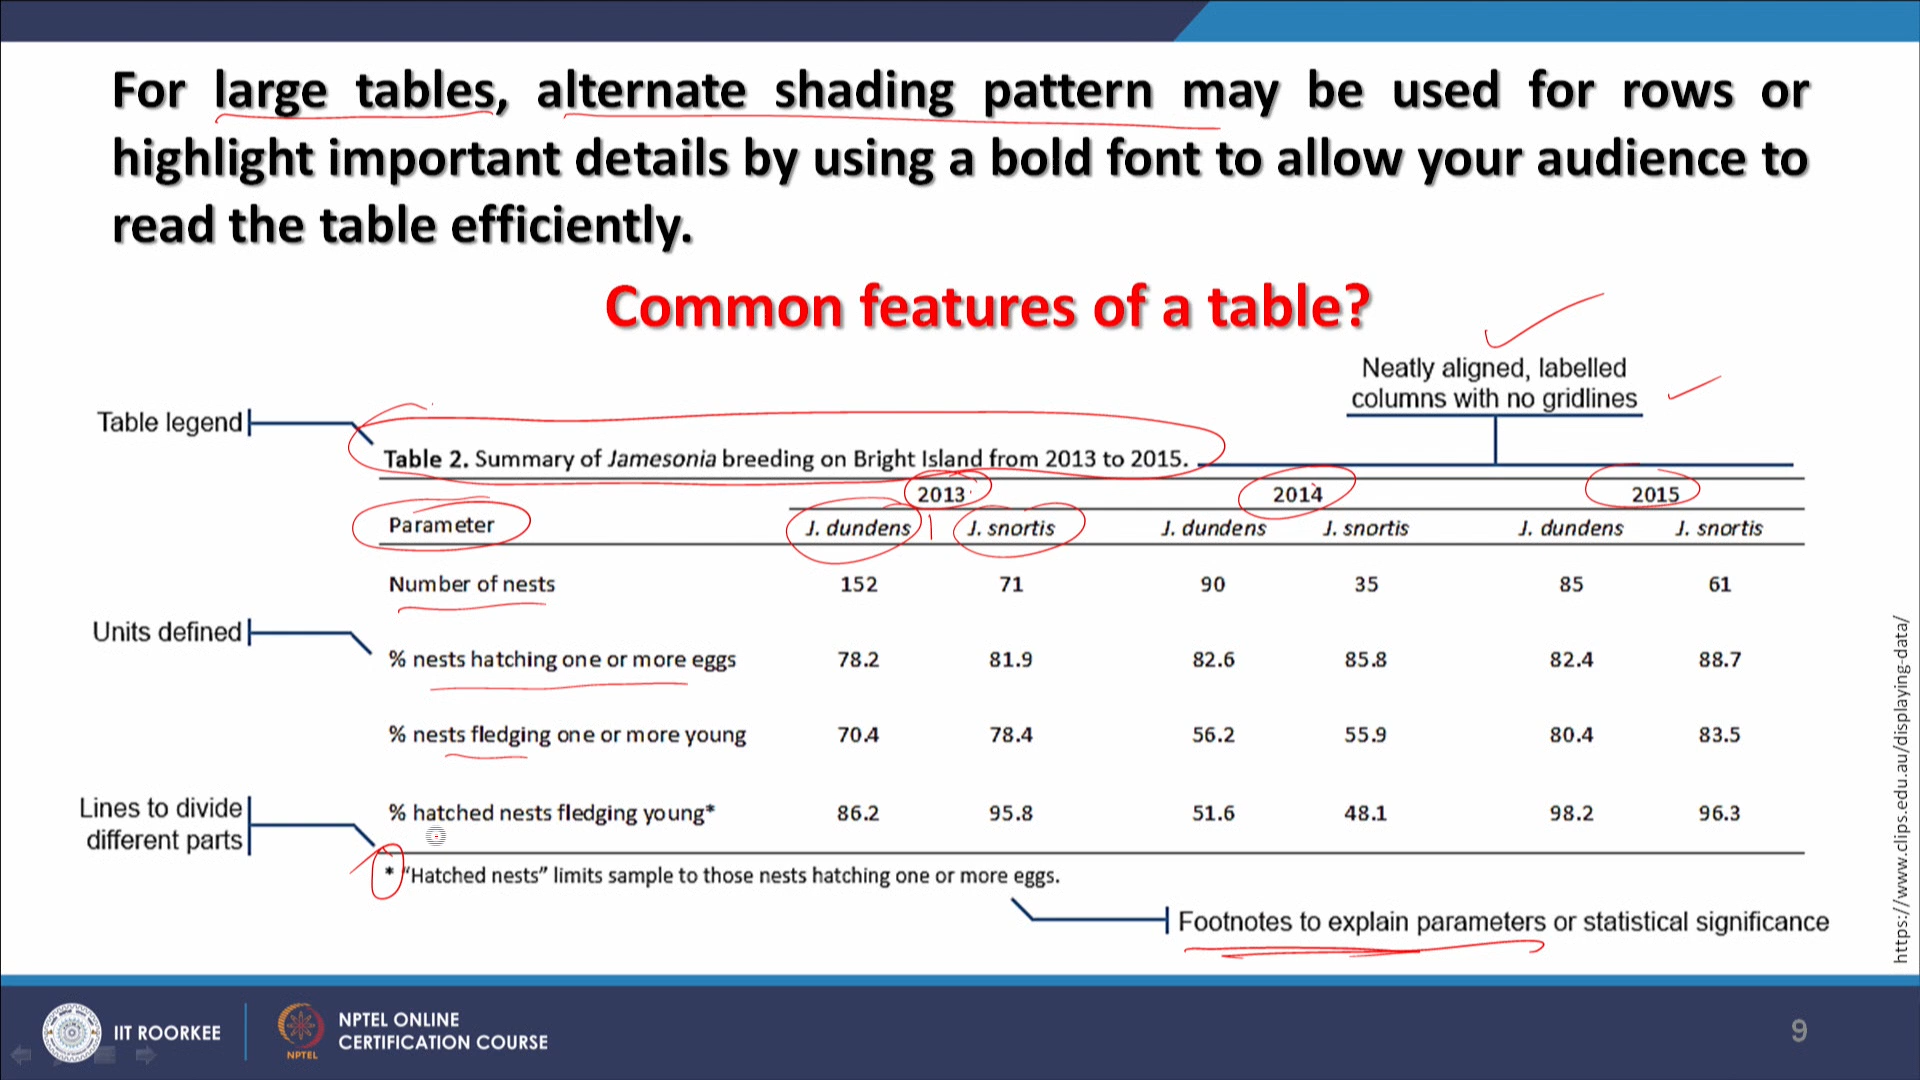 For large tables, alternate shading pattern may be used for rows or
highlight important details by using a bold font to allow your audience to
read the table efficiently.
Common features of a table?
Neatly aligned, labelled
columns with no gridlines
Table legend
Table 2. Summary of Jamesonia breeding on Bright Island from 2013 to 2015.
2013 2014 2015
Parameter J. dundens J. snortis J. dundens J. snortis J. dundens J. snortis
Number of nests 152 71 90 35 85 61
Units defined
% nests hatching one or more eggs 78.2 81.9 82.6 85.8 82.4 88.7
% nests fledging one or more young 70.4 78.4 56.2 55.9 80.4 83.5
Lines to divide
different parts
% hatched nests fledging young* 86.2 95.8 51.6 48.1 98.2 96.3
* "Hatched nests” limits sample to those nests hatching one or more eggs.
Footnotes to explain parameters or statistical significance
https://www.clips.edu.au/displaying-data/
IIT ROORKEE
NPTEL
NPTEL ONLINE
CERTIFICATION COURSE
9